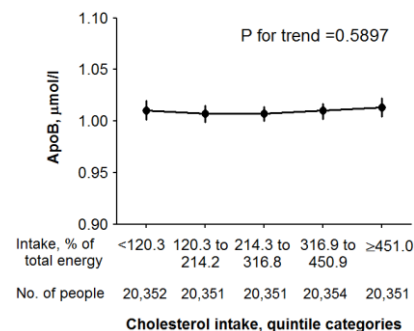 1.10
P for trend =0.5897
1.05
ApoB, μmol/l
1.00
0.95
0.90
Intake, % of total energy
<120.3
120.3 to 214.2
214.3 to 316.8
316.9 to 450.9
≥451.0
No. of people 20,352 20,351 20,351 20,354 20,351
Cholesterol intake, quintile categories